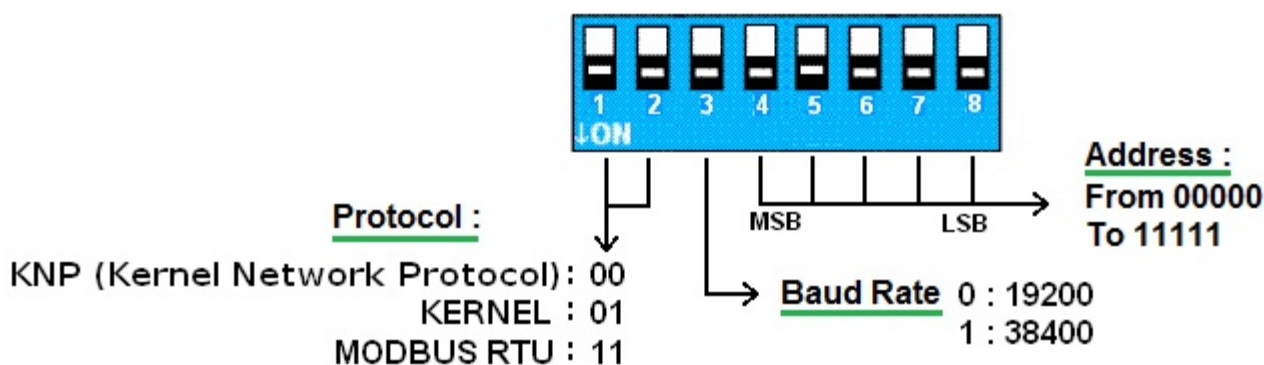 1 2 3 4 5 6 7 8
↓ON
Address :
From 00000
To 11111
MSB LSB
Protocol :
KNP (Kernel Network Protocol) : 00
KERNEL : 01
MODBUS RTU : 11
Baud Rate 0 : 19200
1 : 38400